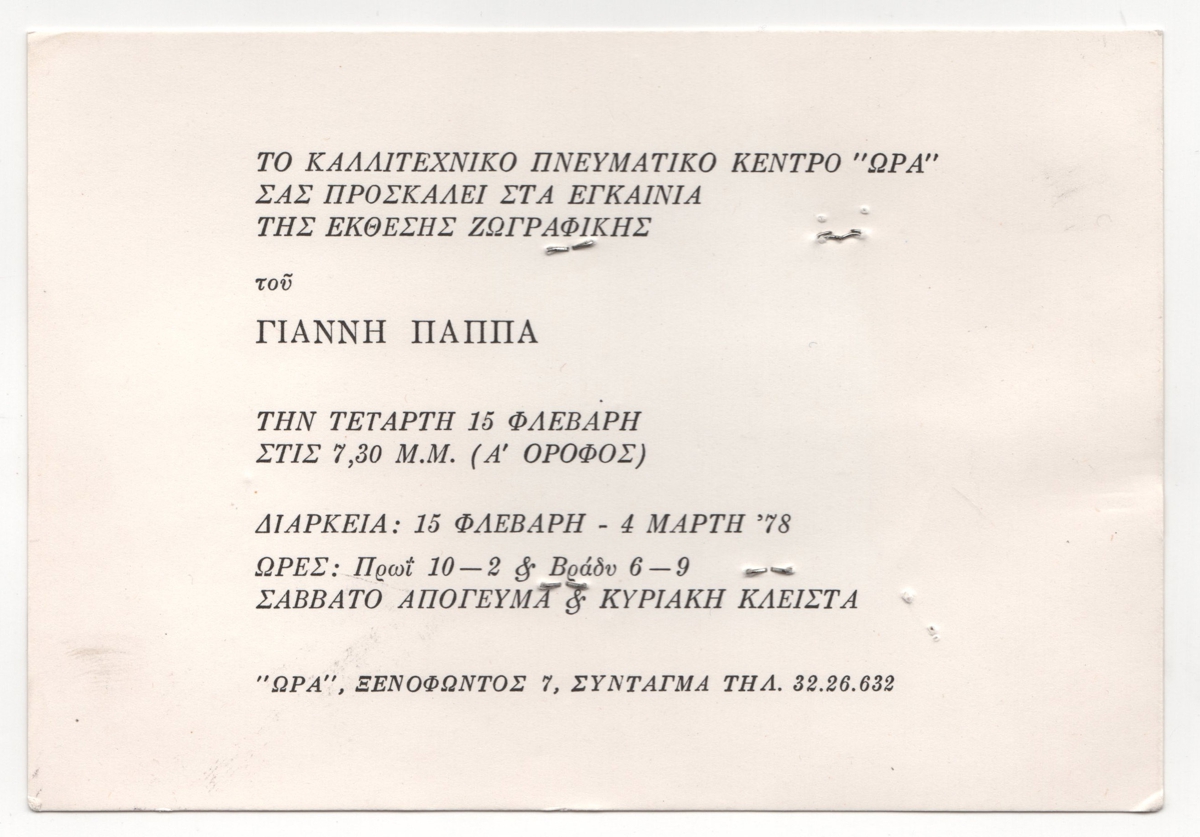 ΤΟ ΚΑΛΛΙΤΕΧΝΙΚΟ ΠΝΕΥΜΑΤΙΚΟ ΚΕΝΤΡΟ "ΩΡΑ"
ΣΑΣ ΠΡΟΣΚΑΛΕΙ ΣΤΑ ΕΓΚΑΙΝΙΑ
ΤΗΣ ΕΚΘΕΣΗΣ ΖΩΓΡΑΦΙΚΗΣ
τοῦ
ΓΙΑΝΝΗ ΠΑΠΠΑ
ΤΗΝ ΤΕΤΑΡΤΗ 15 ΦΛΕΒΑΡΗ
ΣΤΙΣ 7,30 Μ.Μ. (Α' ΟΡΟΦΟΣ)
ΔΙΑΡΚΕΙΑ: 15 ΦΛΕΒΑΡΗ - 4 ΜΑΡΤΗ '78
ΩΡΕΣ: Πρωΐ 10—2 & Βράδυ 6—9
ΣΑΒΒΑΤΟ ΑΠΟΓΕΥΜΑ & ΚΥΡΙΑΚΗ ΚΛΕΙΣΤΑ
"ΩΡΑ", ΞΕΝΟΦΩΝΤΟΣ 7, ΣΥΝΤΑΓΜΑ ΤΗΛ. 32.26.632